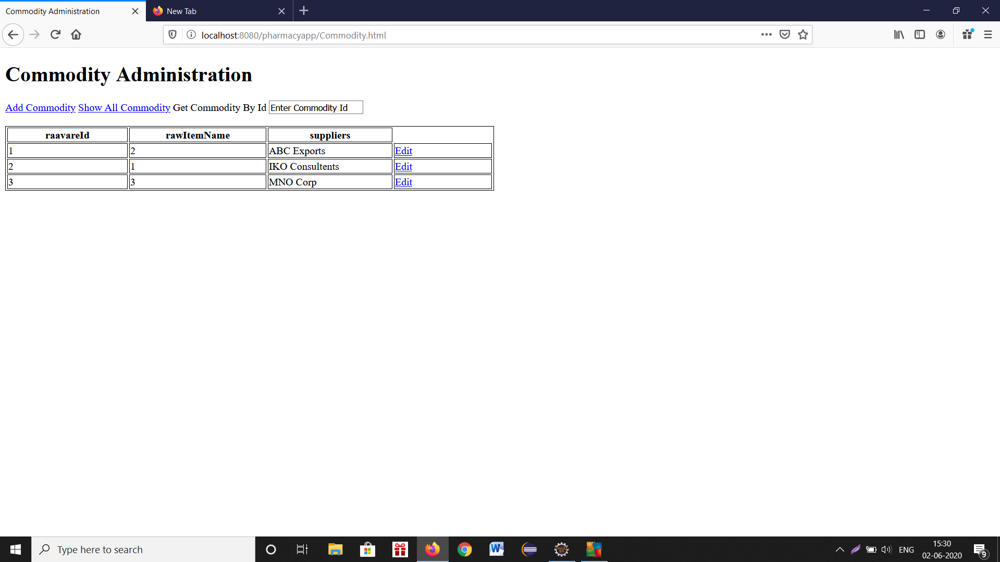 Commodity Administration
New Tab
localhost:8080/pharmacyapp/Commodity.html
Commodity Administration
Add Commodity Show All Commodity Get Commodity By Id Enter Commodity Id
raavareId rawItemName suppliers
1 2 ABC Exports Edit
2 1 IKO Consultents Edit
3 3 MNO Corp Edit
Type here to search
ENG
15:30
02-06-2020
9